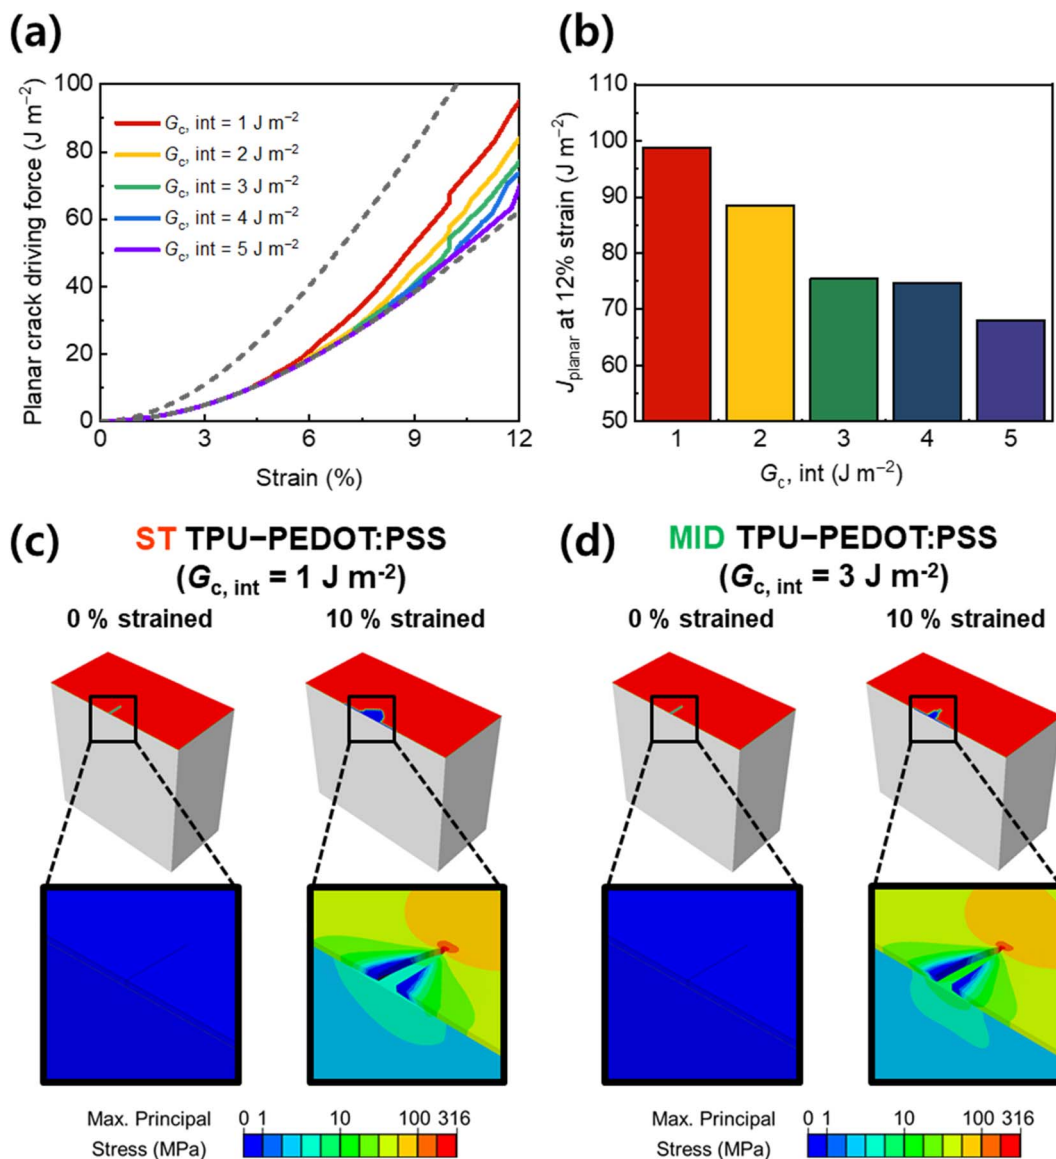 (a)
Planar crack driving force (J m⁻²)
100
80
60
40
20
0
Gc, int = 1 J m⁻²
Gc, int = 2 J m⁻²
Gc, int = 3 J m⁻²
Gc, int = 4 J m⁻²
Gc, int = 5 J m⁻²
0 3 6 9 12
Strain (%)
(b)
Jplanar at 12% strain (J m⁻²)
110
100
90
80
70
60
50
1 2 3 4 5
Gc, int (J m⁻²)
(c) ST TPU−PEDOT:PSS
(Gc, int = 1 J m⁻²)
0 % strained 10 % strained
Max. Principal 0 1 10 100 316
Stress (MPa)
(d) MID TPU−PEDOT:PSS
(Gc, int = 3 J m⁻²)
0 % strained 10 % strained
Max. Principal 0 1 10 100 316
Stress (MPa)